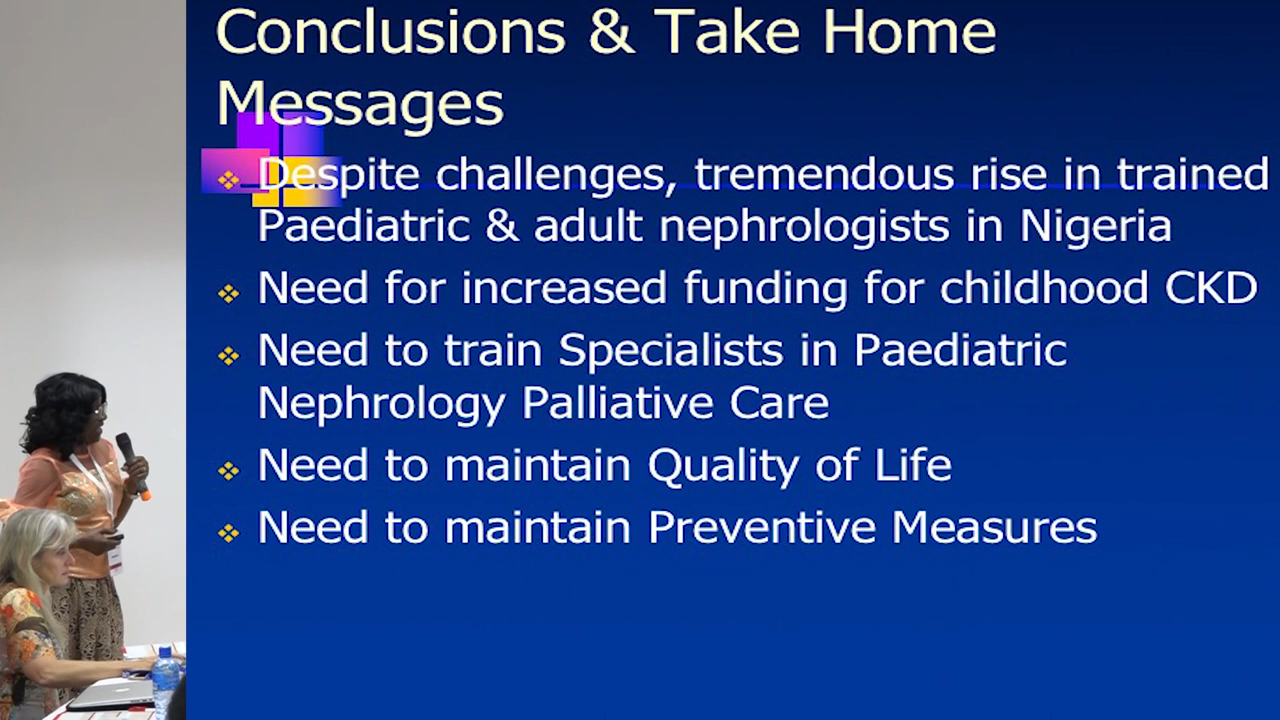 Conclusions & Take Home
Messages
Despite challenges, tremendous rise in trained
Paediatric & adult nephrologists in Nigeria
Need for increased funding for childhood CKD
Need to train Specialists in Paediatric
Nephrology Palliative Care
Need to maintain Quality of Life
Need to maintain Preventive Measures